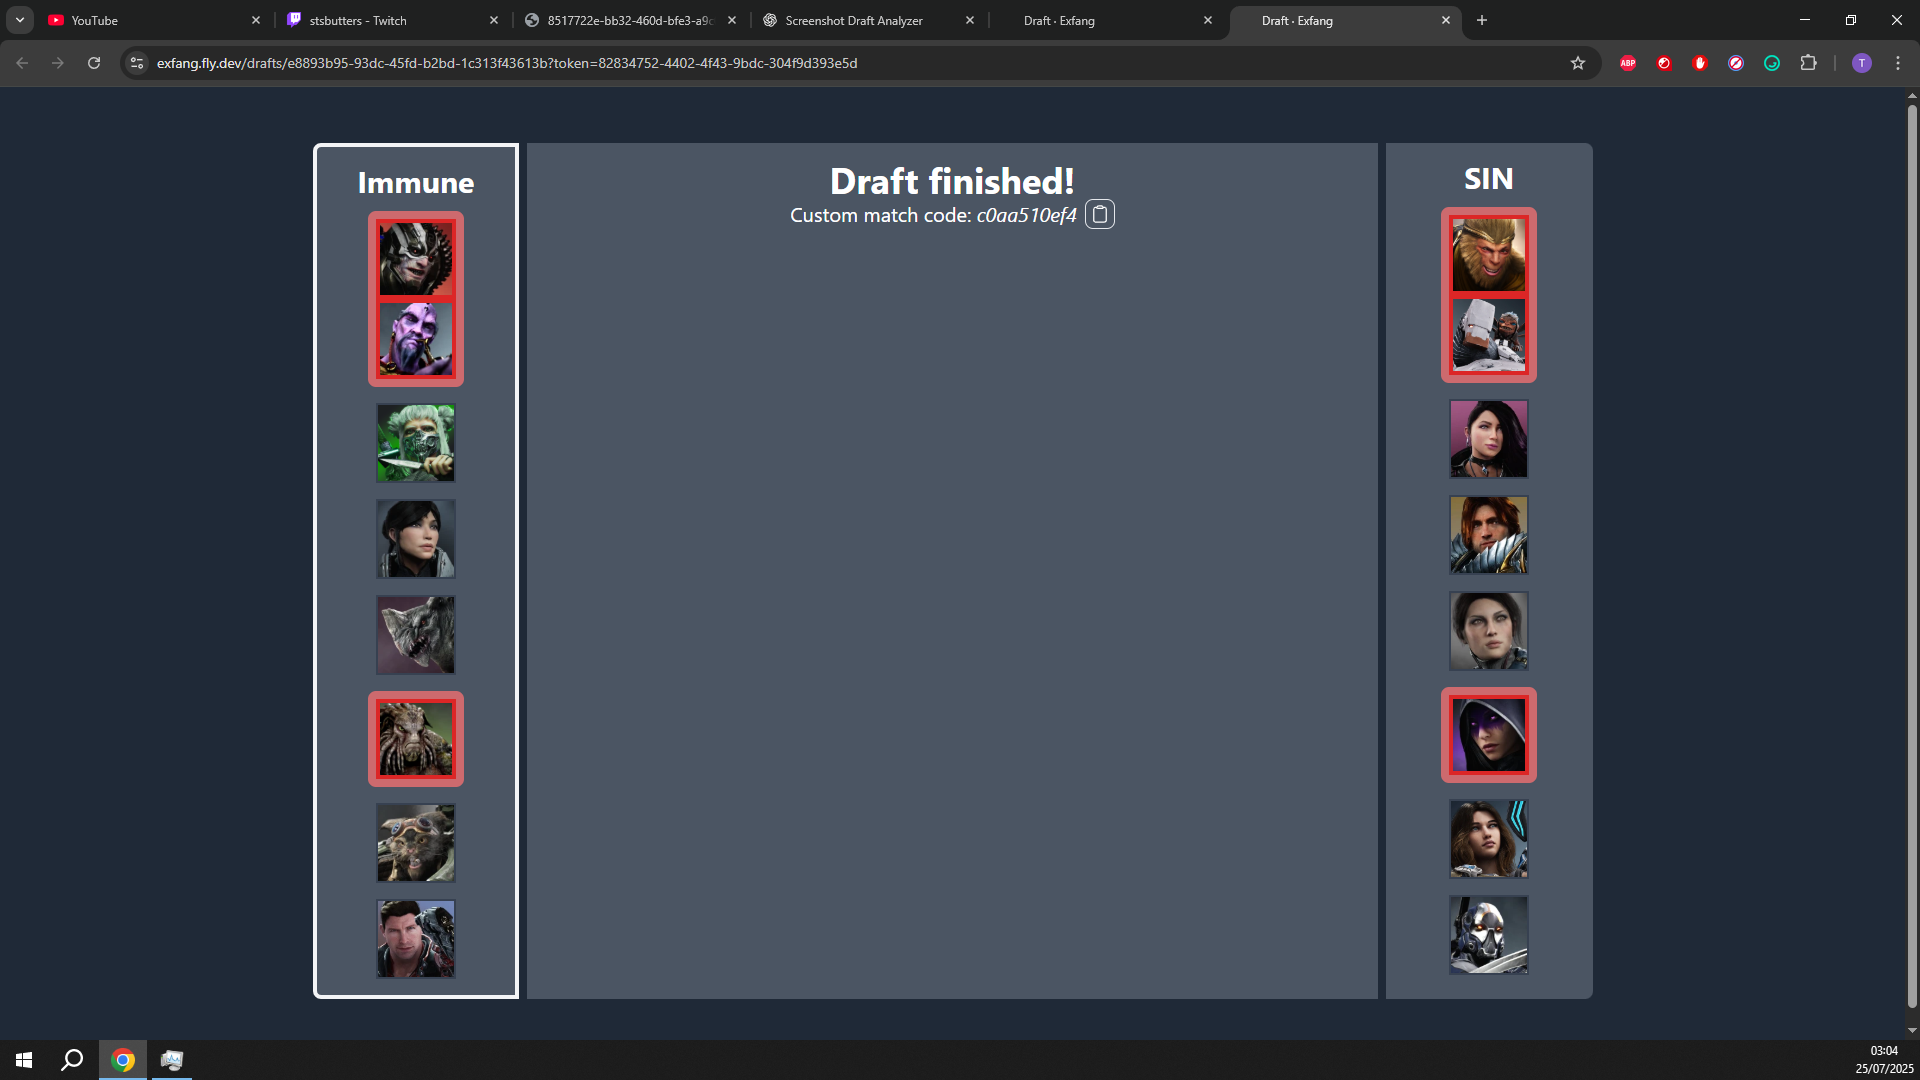 YouTube
stsbutters - Twitch
8517722e-bb32-460d-bfe3-a9c
Screenshot Draft Analyzer
Draft · Exfang
Draft · Exfang
exfang.fly.dev/drafts/e8893b95-93dc-45fd-b2bd-1c313f43613b?token=82834752-4402-4f43-9bdc-304f9d393e5d
ABP
T
Immune
Draft finished!
Custom match code: c0aa510ef4
SIN
03:04
25/07/2025